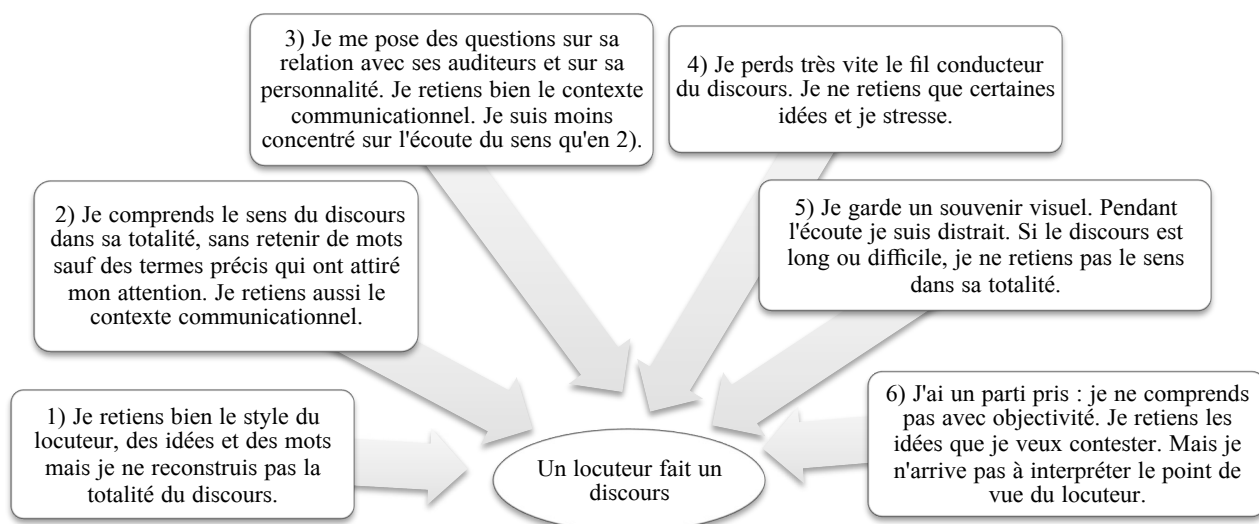 3) Je me pose des questions sur sa
relation avec ses auditeurs et sur sa
personnalité. Je retiens bien le contexte
communicationnel. Je suis moins
concentré sur l'écoute du sens qu'en 2).
4) Je perds très vite le fil conducteur
du discours. Je ne retiens que certaines
idées et je stresse.
2) Je comprends le sens du discours
dans sa totalité, sans retenir de mots
sauf des termes précis qui ont attiré
mon attention. Je retiens aussi le
contexte communicationnel.
5) Je garde un souvenir visuel. Pendant
l'écoute je suis distrait. Si le discours est
long ou difficile, je ne retiens pas le sens
dans sa totalité.
1) Je retiens bien le style du
locuteur, des idées et des mots
mais je ne reconstruis pas la
totalité du discours.
6) J'ai un parti pris : je ne comprends
pas avec objectivité. Je retiens les
idées que je veux contester. Mais je
n'arrive pas à interpréter le point de
vue du locuteur.
Un locuteur fait un
discours